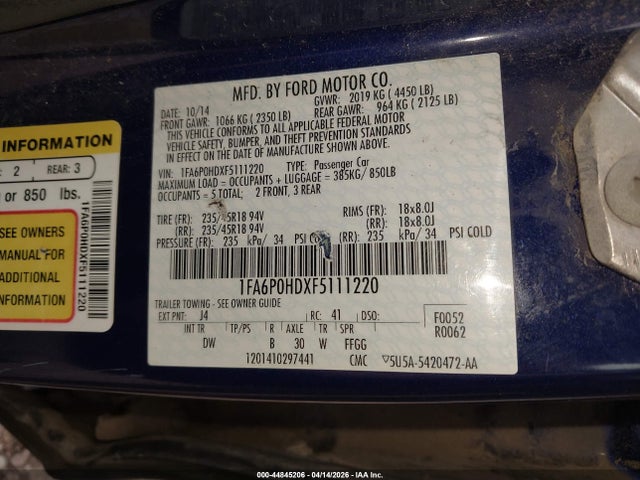 MFD. BY FORD MOTOR CO.
DATE: 10/14 GVWR: 2019 KG ( 4450 LB)
FRONT GAWR: 1066 KG ( 2350 LB) REAR GAWR: 964 KG ( 2125 LB)
THIS VEHICLE CONFORMS TO ALL APPLICABLE FEDERAL MOTOR
VEHICLE SAFETY, BUMPER, AND THEFT PREVENTION STANDARDS
IN EFFECT ON THE DATE OF MANUFACTURE SHOWN ABOVE.
VIN: 1FA6P0HDXF5111220 TYPE: Passenger Car
MAXIMUM LOAD = OCCUPANTS + LUGGAGE = 385KG/ 850LB
OCCUPANTS = 5 TOTAL: 2 FRONT, 3 REAR
TIRE (FR): 235/45R18 94V RIMS (FR): 18x8.0J
(RR): 235/45R18 94V (RR): 18x8.0J
PRESSURE (FR): 235 kPa/ 34 PSI COLD (RR): 235 kPa/ 34 PSI COLD
1FA6P0HDXF5111220
TRAILER TOWING - SEE OWNER GUIDE
EXT PNT: J4 RC: 41 DSO: F0052
INT TR TP/PS R AXLE TR SPR R0062
DW B 30 W FFGG
1201410297441 CMC 5U5A-5420472-AA
INFORMATION
2 REAR: 3
or 850 lbs.
SEE OWNERS
MANUAL FOR
ADDITIONAL
INFORMATION
1FA6P0HDXF5111220
000-44845206 - 04/14/2026 - IAA Inc.